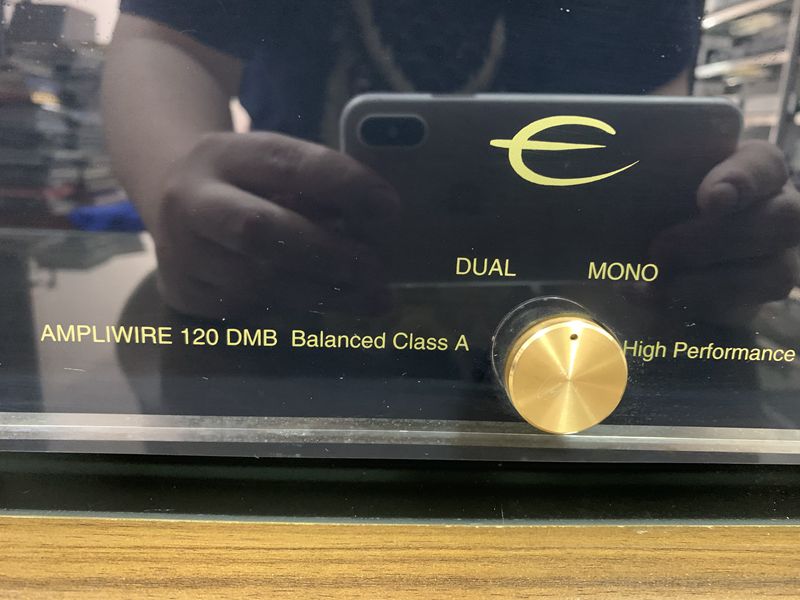 DUAL MONO
AMPLIWIRE 120 DMB Balanced Class A High Performance